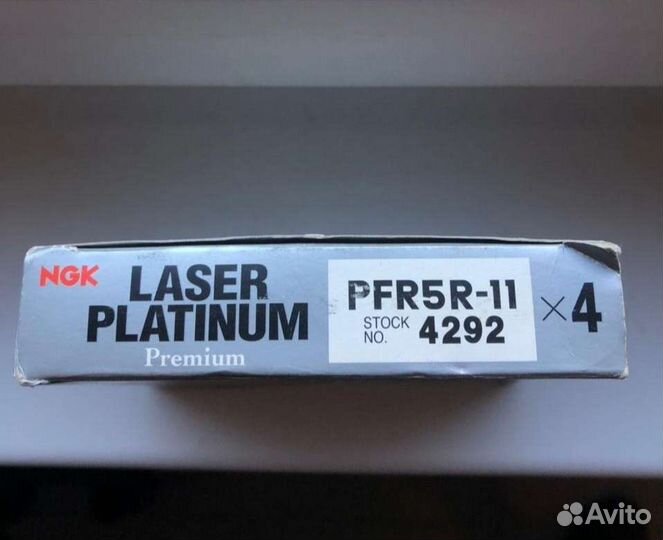 NGK
LASER
PLATINUM
Premium
PFR5R-11
STOCK NO. 4292
×4
Avito